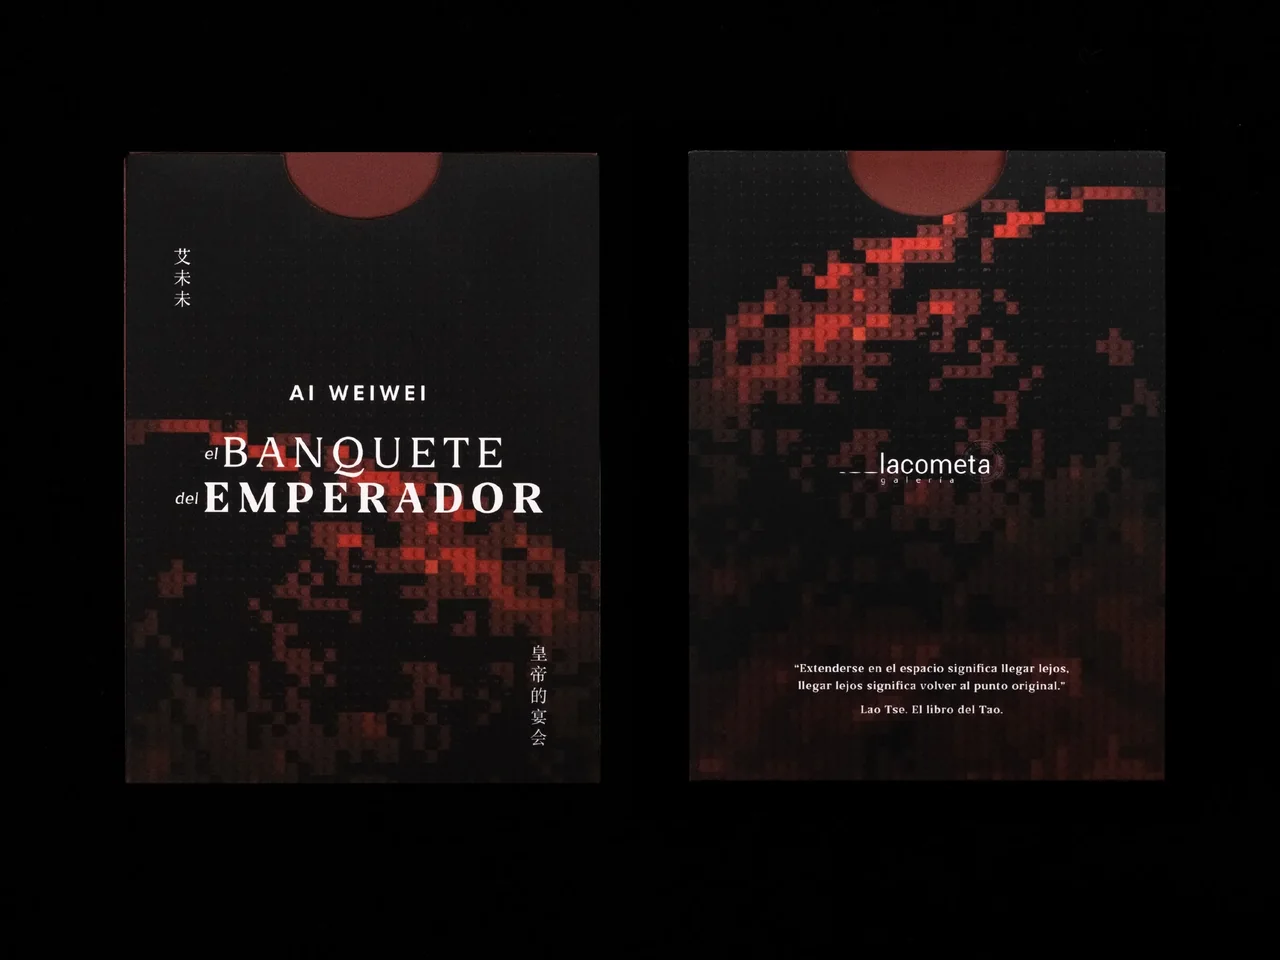 艾未未
AI WEIWEI
el BANQUETE
del EMPERADOR
皇帝的宴会
lacometa
galería
“Extenderse en el espacio significa llegar lejos,
llegar lejos significa volver al punto original.”
Lao Tse. El libro del Tao.